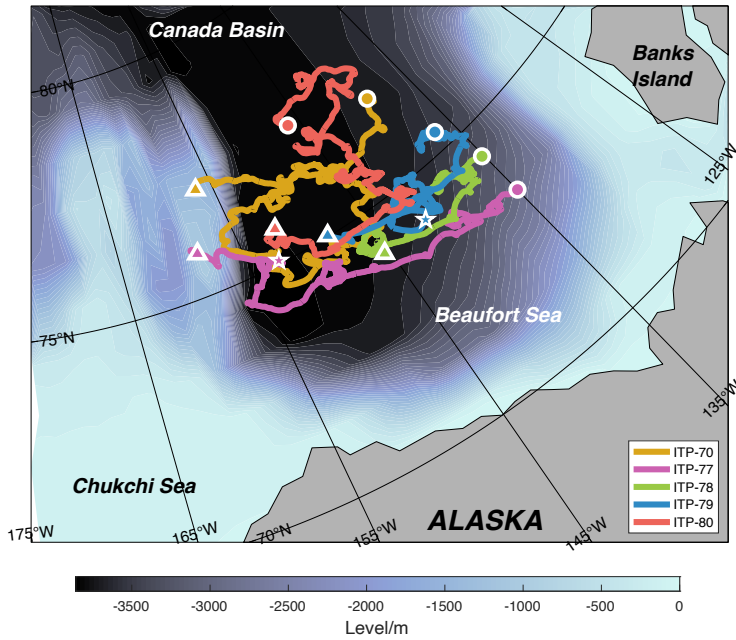 Canada Basin
Banks
Island
80°N
125°W
Beaufort Sea
75°N
135°W
ITP-70
ITP-77
ITP-78
ITP-79
ITP-80
Chukchi Sea
ALASKA
175°W
165°W
70°N
155°W
145°W
-3500
-3000
-2500
-2000
-1500
-1000
-500
0
Level/m